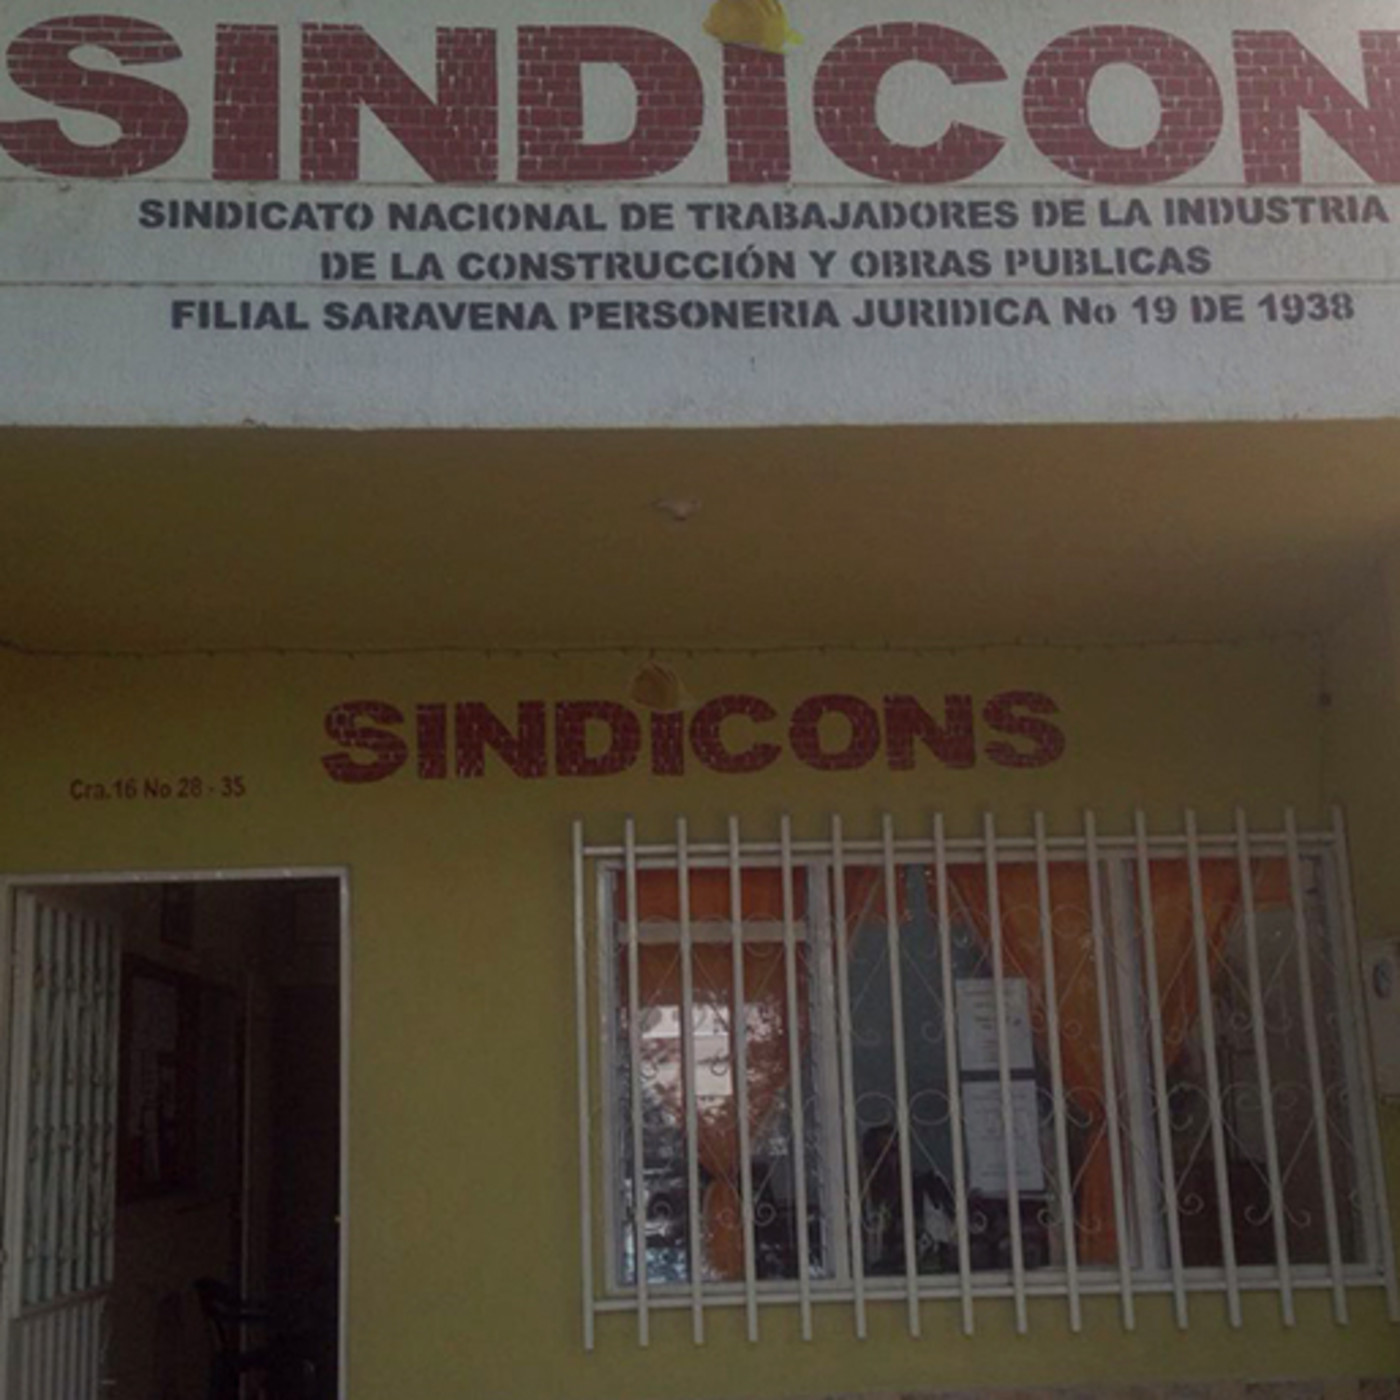 SINDICON
SINDICATO NACIONAL DE TRABAJADORES DE LA INDUSTRIA
DE LA CONSTRUCCIÓN Y OBRAS PUBLICAS
FILIAL SARAVENA PERSONERIA JURIDICA No 19 DE 1938
SINDICONS
Cra.16 No 28 - 35